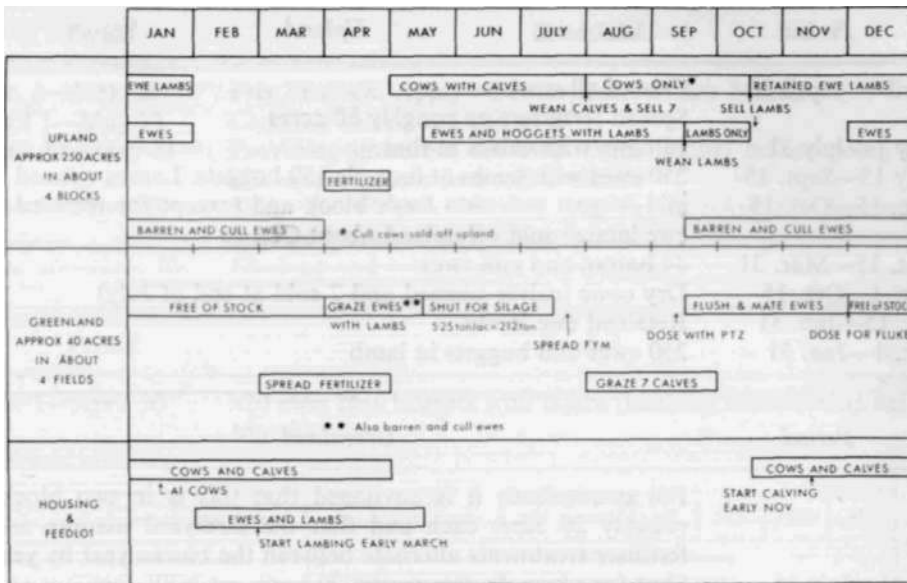 JAN FEB MAR APR MAY JUN JULY AUG SEP OCT NOV DEC
EWE LAMBS COWS WITH CALVES COWS ONLY* RETAINED EWE LAMBS
WEAN CALVES & SELL 7 SELL LAMBS
EWES EWES AND HOGGETS WITH LAMBS LAMBS ONLY EWES
WEAN LAMBS
UPLAND
APPROX 250 ACRES
IN ABOUT
4 BLOCKS
FERTILIZER
BARREN AND CULL EWES * Cull cows sold off upland BARREN AND CULL EWES
FREE OF STOCK GRAZE EWES** SHUT FOR SILAGE FLUSH & MATE EWES FREE OF STOCK
WITH LAMBS 5·25 ton/ac = 212 ton DOSE WITH PTZ DOSE FOR FLUKE
SPREAD FYM
GREENLAND
APPROX 40 ACRES
IN ABOUT
4 FIELDS
SPREAD FERTILIZER GRAZE 7 CALVES
** Also barren and cull ewes
COWS AND CALVES COWS AND CALVES
AI COWS START CALVING
EARLY NOV
HOUSING
&
FEEDLOT
EWES AND LAMBS
START LAMBING EARLY MARCH